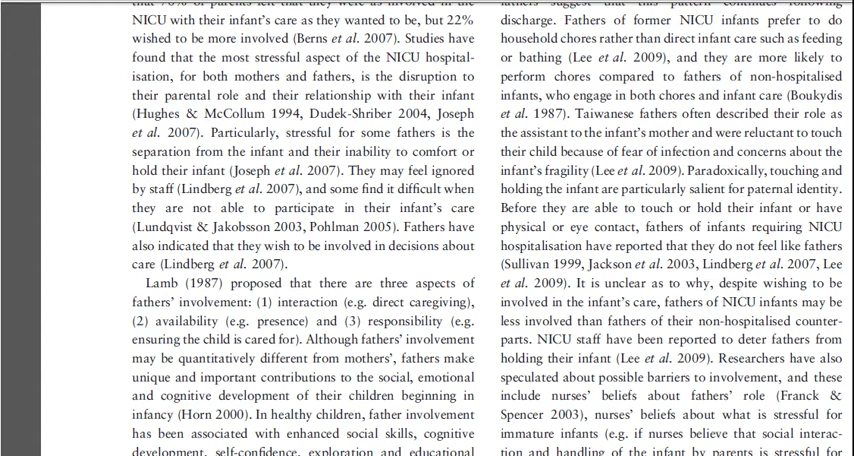 NICU with their infant's care as they wanted to be, but 22%
wished to be more involved (Berns et al. 2007). Studies have
found that the most stressful aspect of the NICU hospital-
isation, for both mothers and fathers, is the disruption to
their parental role and their relationship with their infant
(Hughes & McCollum 1994, Dudek-Shriber 2004, Joseph
et al. 2007). Particularly, stressful for some fathers is the
separation from the infant and their inability to comfort or
hold their infant (Joseph et al. 2007). They may feel ignored
by staff (Lindberg et al. 2007), and some find it difficult when
they are not able to participate in their infant's care
(Lundqvist & Jakobsson 2003, Pohlman 2005). Fathers have
also indicated that they wish to be involved in decisions about
care (Lindberg et al. 2007).
Lamb (1987) proposed that there are three aspects of
fathers' involvement: (1) interaction (e.g. direct caregiving),
(2) availability (e.g. presence) and (3) responsibility (e.g.
ensuring the child is cared for). Although fathers' involvement
may be quantitatively different from mothers', fathers make
unique and important contributions to the social, emotional
and cognitive development of their children beginning in
infancy (Horn 2000). In healthy children, father involvement
has been associated with enhanced social skills, cognitive
development, self-confidence, exploration and educational
discharge. Fathers of former NICU infants prefer to do
household chores rather than direct infant care such as feeding
or bathing (Lee et al. 2009), and they are more likely to
perform chores compared to fathers of non-hospitalised
infants, who engage in both chores and infant care (Boukydis
et al. 1987). Taiwanese fathers often described their role as
the assistant to the infant's mother and were reluctant to touch
their child because of fear of infection and concerns about the
infant's fragility (Lee et al. 2009). Paradoxically, touching and
holding the infant are particularly salient for paternal identity.
Before they are able to touch or hold their infant or have
physical or eye contact, fathers of infants requiring NICU
hospitalisation have reported that they do not feel like fathers
(Sullivan 1999, Jackson et al. 2003, Lindberg et al. 2007, Lee
et al. 2009). It is unclear as to why, despite wishing to be
involved in the infant's care, fathers of NICU infants may be
less involved than fathers of their non-hospitalised counter-
parts. NICU staff have been reported to deter fathers from
holding their infant (Lee et al. 2009). Researchers have also
speculated about possible barriers to involvement, and these
include nurses' beliefs about fathers' role (Franck &
Spencer 2003), nurses' beliefs about what is stressful for
immature infants (e.g. if nurses believe that social interac-
tion and handling of the infant by parents is stressful for